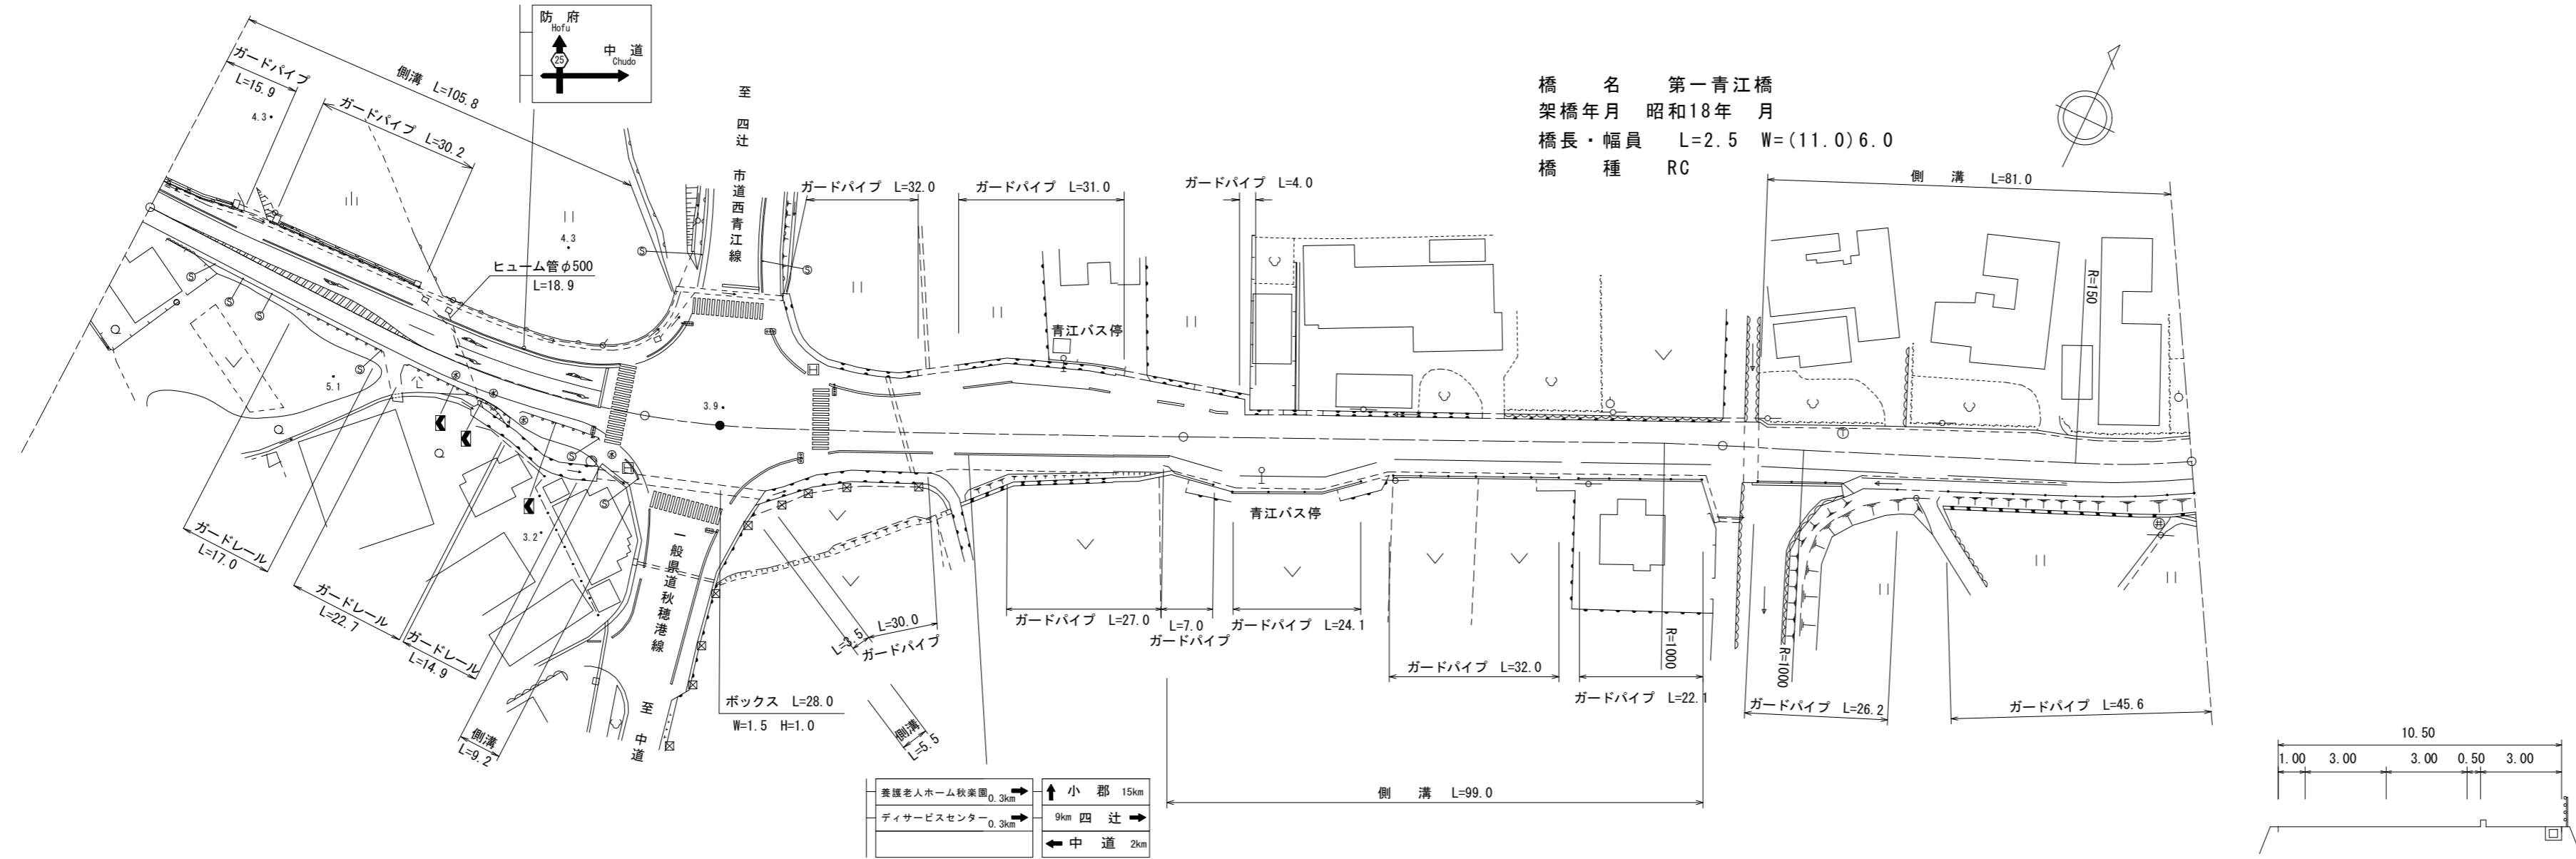 防府
Hofu
25
中道
Chudo
ガードパイプ
L=15.9
側溝 L=105.8
ガードパイプ L=30.2
4.3
4.3
ヒューム管φ500
L=18.9
至 四辻 市道西青江線
ガードパイプ L=32.0
ガードパイプ L=31.0
ガードパイプ L=4.0
橋名 第一青江橋
架橋年月 昭和18年 月
橋長・幅員 L=2.5 W=(11.0)6.0
橋種 RC
側溝 L=81.0
R=150
青江バス停
5.1
3.9
3.2
青江バス停
ガードレール
L=17.0
ガードレール
L=22.7
ガードレール
L=14.9
側溝
L=9.2
一般県道秋穂港線
至 中道
ボックス L=28.0
W=1.5 H=1.0
L=3.5
L=30.0
ガードパイプ
側溝
L=5.5
ガードパイプ L=27.0
L=7.0
ガードパイプ
ガードパイプ L=24.1
ガードパイプ L=32.0
ガードパイプ L=22.1
R=1000
R=1000
ガードパイプ L=26.2
ガードパイプ L=45.6
側溝 L=99.0
養護老人ホーム秋楽園 0.3km
ディサービスセンター 0.3km
小郡 15km
9km 四辻
中道 2km
10.50
1.00 3.00 3.00 0.50 3.00